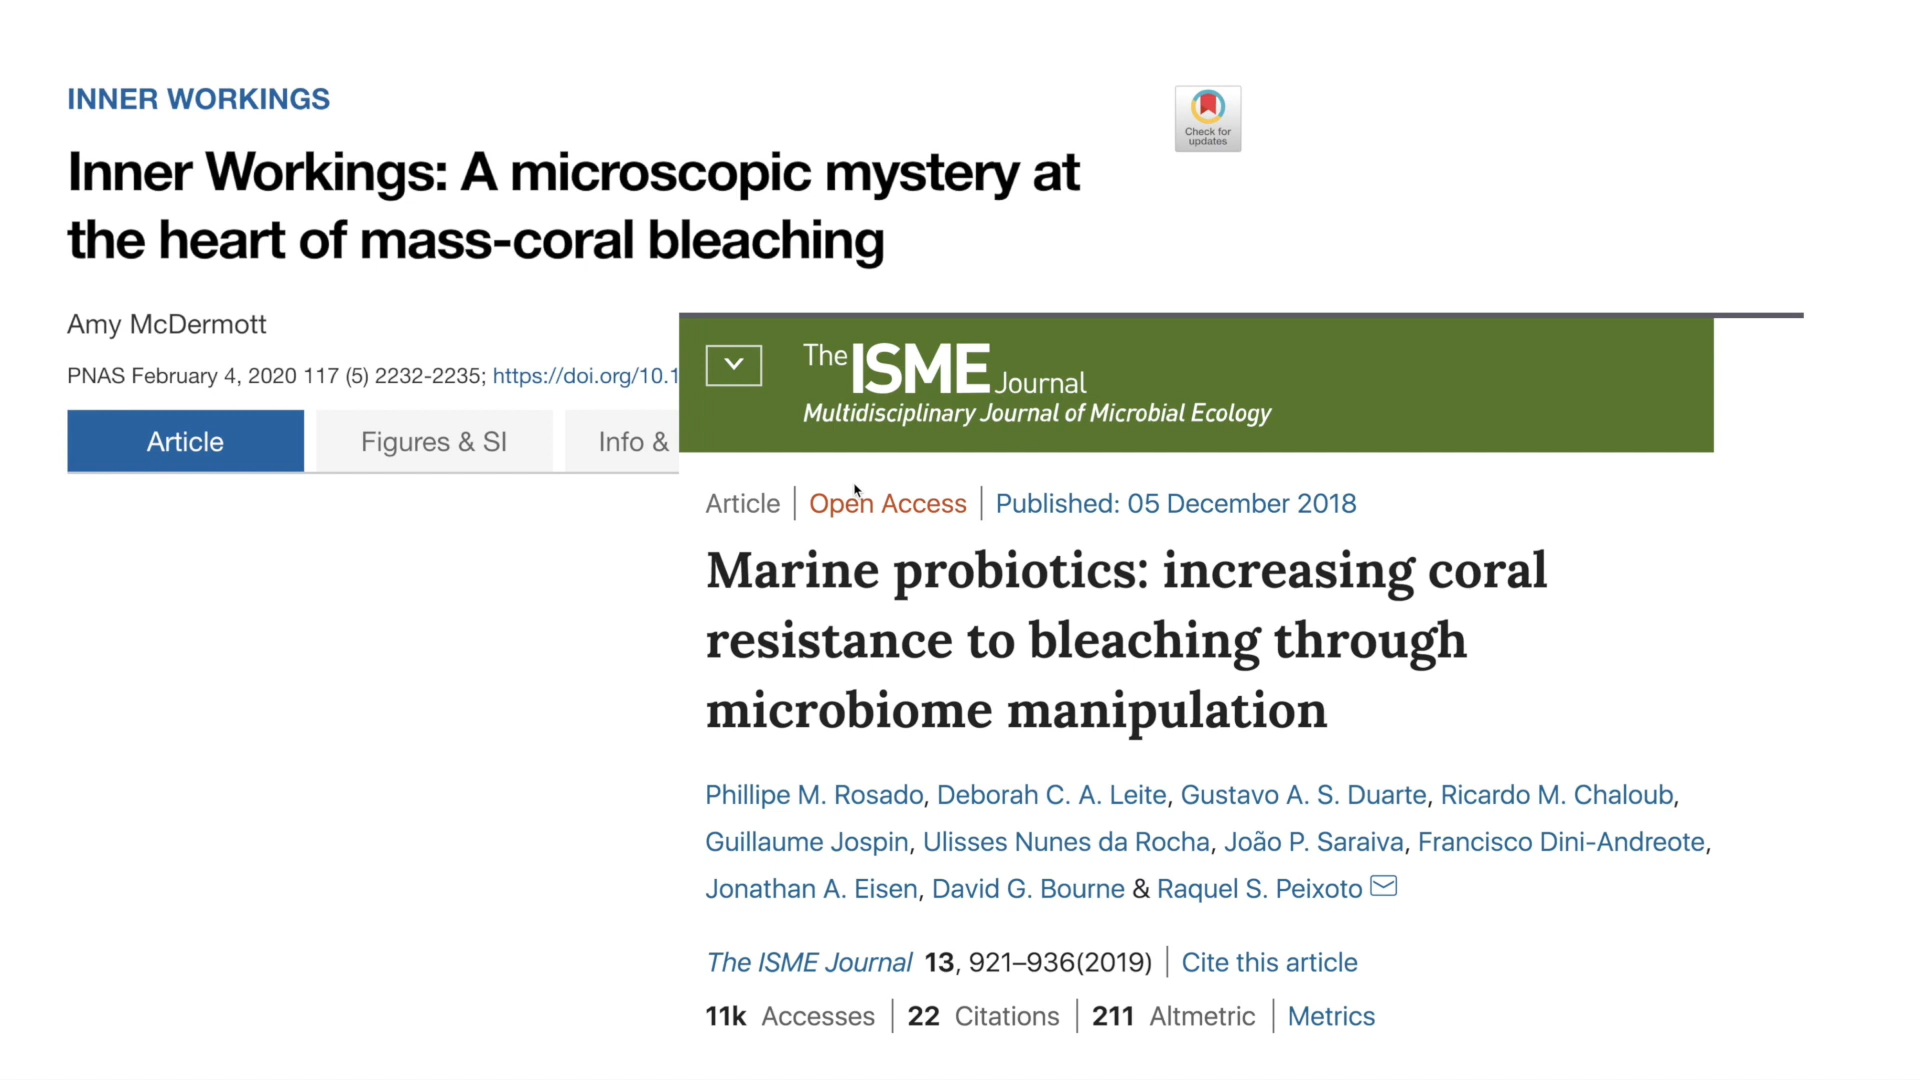 INNER WORKINGS
Check for
updates
Inner Workings: A microscopic mystery at
the heart of mass-coral bleaching
Amy McDermott
PNAS February 4, 2020 117 (5) 2232-2235; https://doi.org/10.1
Article
Figures & SI
Info &
The ISME Journal
Multidisciplinary Journal of Microbial Ecology
Article | Open Access | Published: 05 December 2018
Marine probiotics: increasing coral
resistance to bleaching through
microbiome manipulation
Phillipe M. Rosado, Deborah C. A. Leite, Gustavo A. S. Duarte, Ricardo M. Chaloub,
Guillaume Jospin, Ulisses Nunes da Rocha, João P. Saraiva, Francisco Dini-Andreote,
Jonathan A. Eisen, David G. Bourne & Raquel S. Peixoto
The ISME Journal 13, 921–936(2019) | Cite this article
11k Accesses | 22 Citations | 211 Altmetric | Metrics